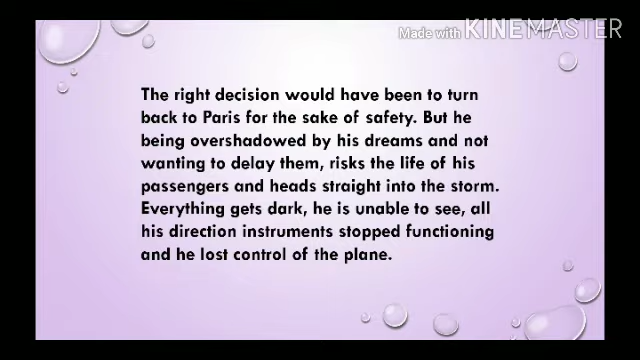 Made with KINEMASTER
The right decision would have been to turn
back to Paris for the sake of safety. But he
being overshadowed by his dreams and not
wanting to delay them, risks the life of his
passengers and heads straight into the storm.
Everything gets dark, he is unable to see, all
his direction instruments stopped functioning
and he lost control of the plane.